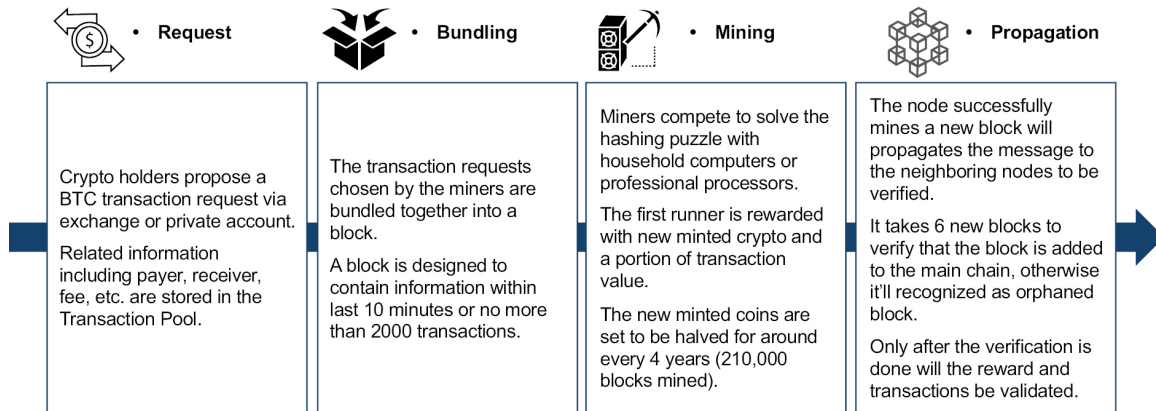 • Request
Crypto holders propose a
BTC transaction request via
exchange or private account.
Related information
including payer, receiver,
fee, etc. are stored in the
Transaction Pool.
• Bundling
The transaction requests
chosen by the miners are
bundled together into a
block.
A block is designed to
contain information within
last 10 minutes or no more
than 2000 transactions.
• Mining
Miners compete to solve the
hashing puzzle with
household computers or
professional processors.
The first runner is rewarded
with new minted crypto and
a portion of transaction
value.
The new minted coins are
set to be halved for around
every 4 years (210,000
blocks mined).
• Propagation
The node successfully
mines a new block will
propagates the message to
the neighboring nodes to be
verified.
It takes 6 new blocks to
verify that the block is added
to the main chain, otherwise
it’ll recognized as orphaned
block.
Only after the verification is
done will the reward and
transactions be validated.